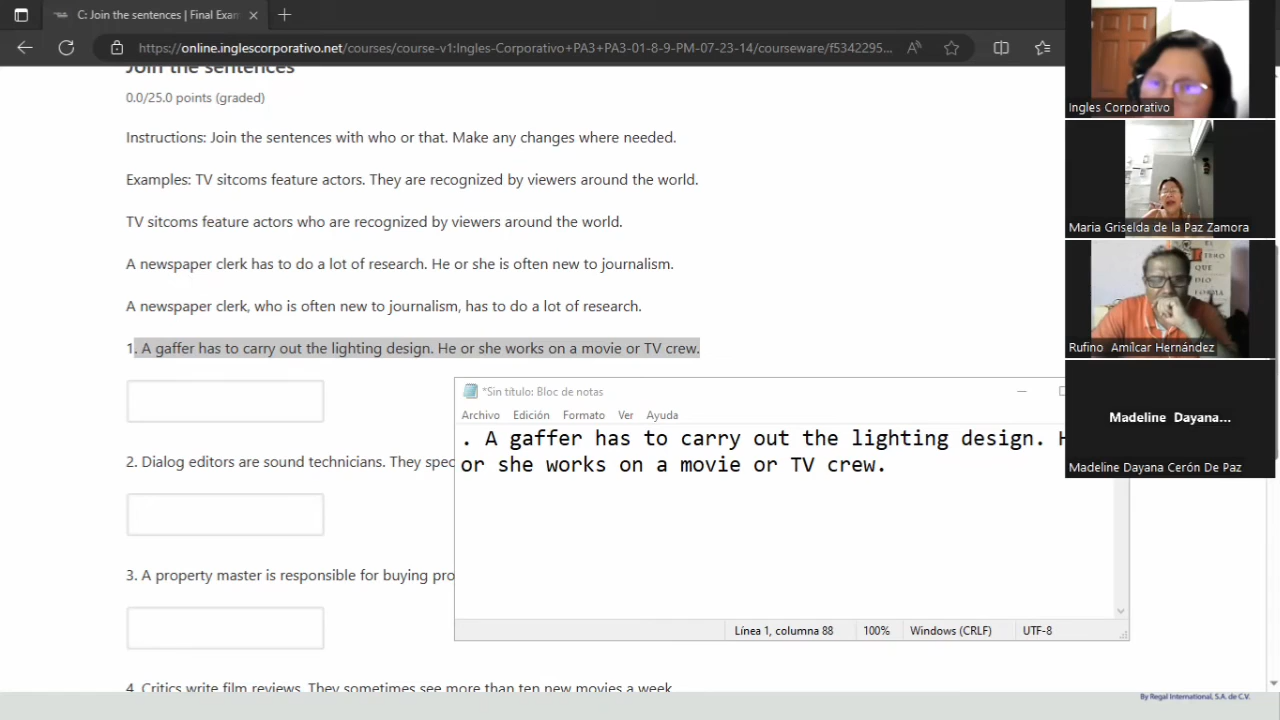 C: Join the sentences | Final Exar
https://online.inglescorporativo.net/courses/course-v1:Ingles-Corporativo+PA3+PA3-01-8-9-PM-07-23-14/courseware/f5342295...
Join the sentences
0.0/25.0 points (graded)
Instructions: Join the sentences with who or that. Make any changes where needed.
Examples: TV sitcoms feature actors. They are recognized by viewers around the world.
TV sitcoms feature actors who are recognized by viewers around the world.
A newspaper clerk has to do a lot of research. He or she is often new to journalism.
A newspaper clerk, who is often new to journalism, has to do a lot of research.
1. A gaffer has to carry out the lighting design. He or she works on a movie or TV crew.
2. Dialog editors are sound technicians. They spec
3. A property master is responsible for buying pro
4. Critics write film reviews. They sometimes see more than ten new movies a week.
*Sin título: Bloc de notas
Archivo Edición Formato Ver Ayuda
. A gaffer has to carry out the lighting design. H
or she works on a movie or TV crew.
Línea 1, columna 88 100% Windows (CRLF) UTF-8
Ingles Corporativo
Maria Griselda de la Paz Zamora
EL
QUE
Rufino Amílcar Hernández
Madeline Dayana...
Madeline Dayana Cerón De Paz
By Regal International, S.A. de C.V.